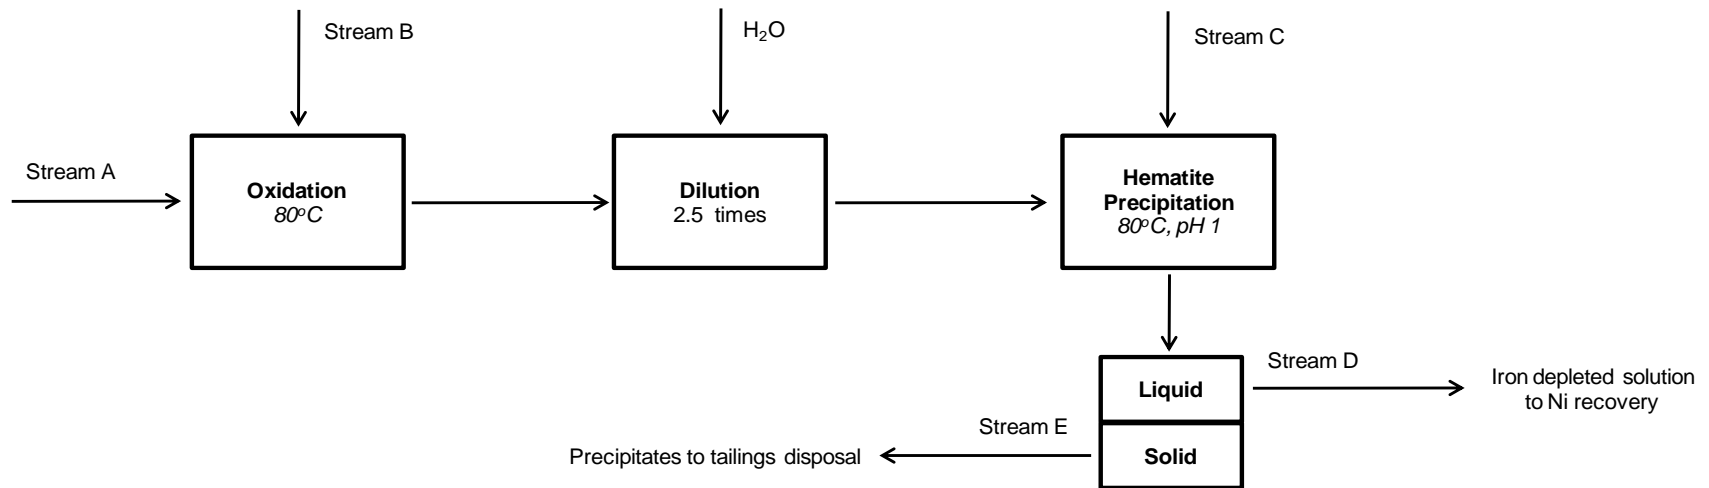 Stream B
H₂O
Stream C
Stream A
Oxidation
80°C
Dilution
2.5 times
Hematite
Precipitation
80°C, pH 1
Liquid
Stream D
Iron depleted solution
to Ni recovery
Stream E
Precipitates to tailings disposal
Solid